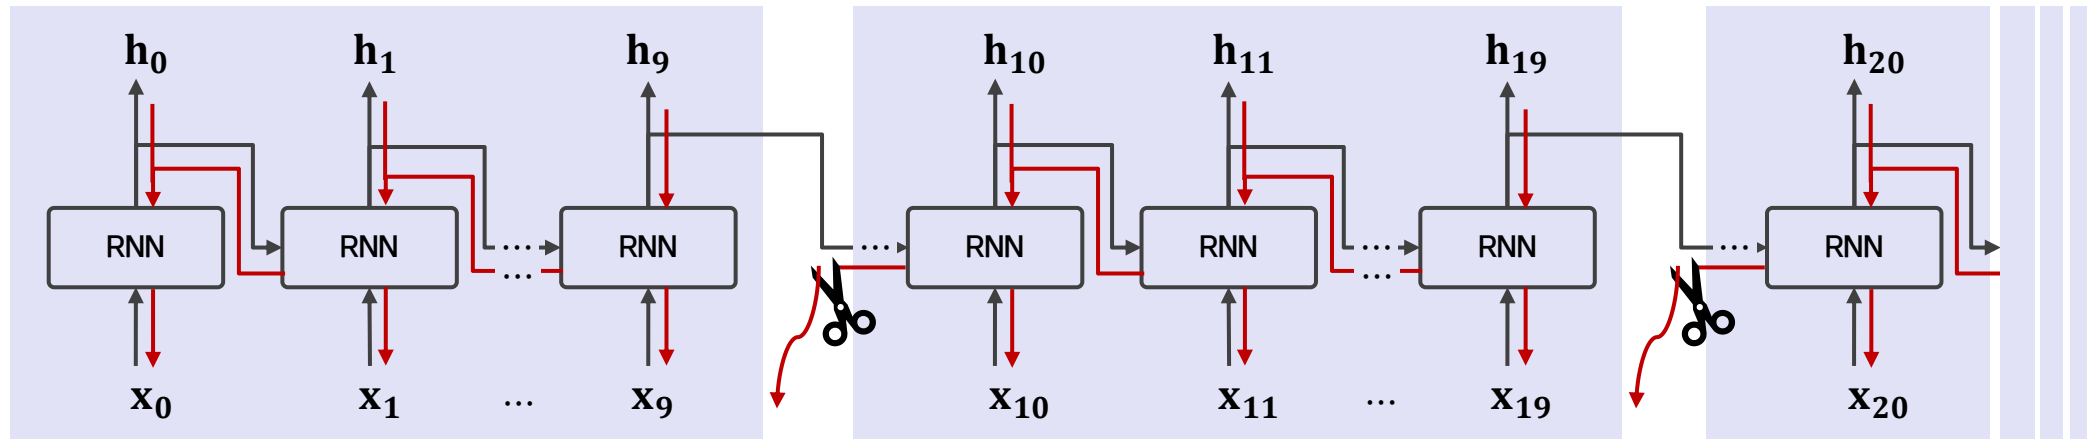 h₀ h₁ h₉ h₁₀ h₁₁ h₁₉ h₂₀
RNN RNN ... RNN ... RNN RNN ... RNN ... RNN
... ...
x₀ x₁ ... x₉ x₁₀ x₁₁ ... x₁₉ x₂₀